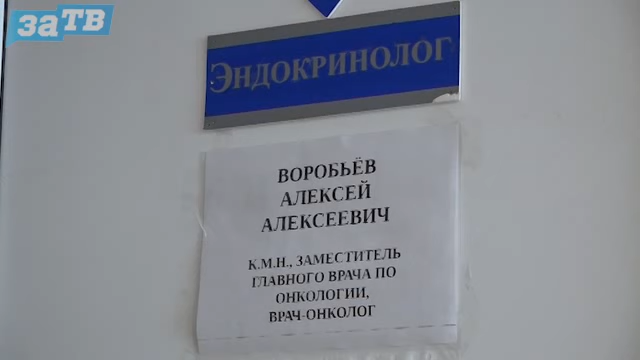 заТВ
ЭНДОКРИНОЛОГ
ВОРОБЬЁВ
АЛЕКСЕЙ
АЛЕКСЕЕВИЧ
К.М.Н., ЗАМЕСТИТЕЛЬ
ГЛАВНОГО ВРАЧА ПО
ОНКОЛОГИИ,
ВРАЧ-ОНКОЛОГ